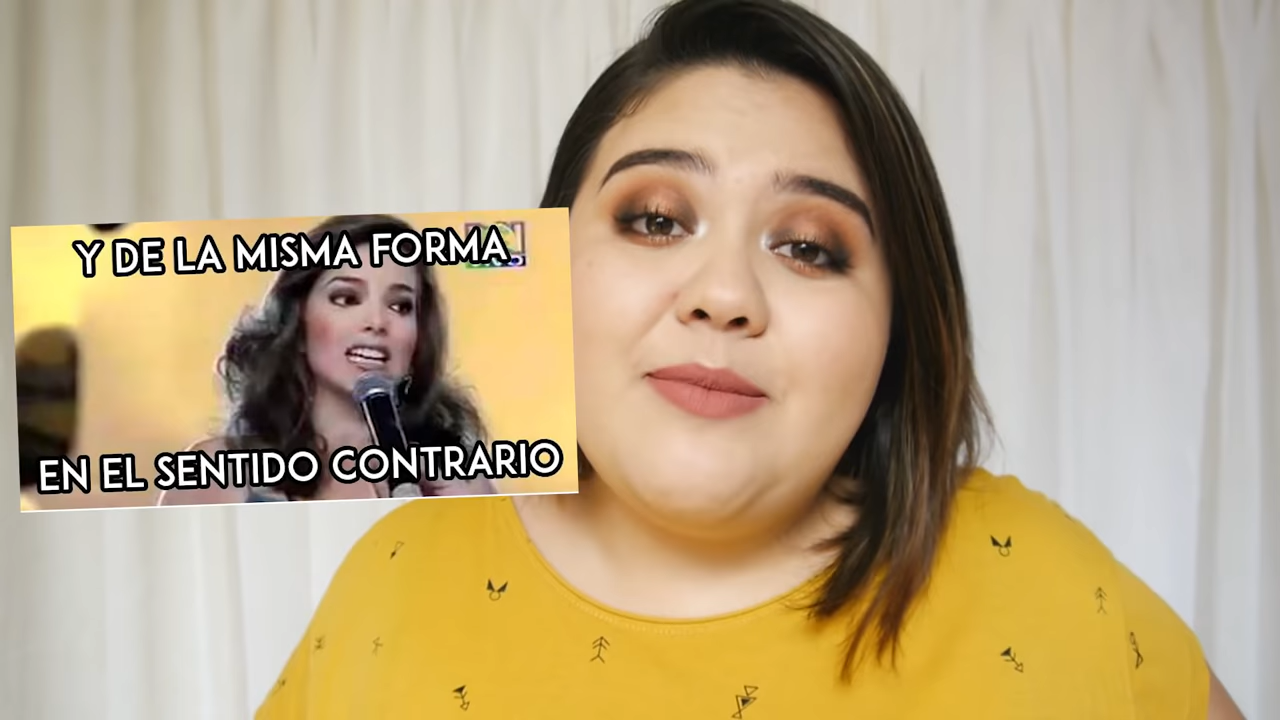 Y DE LA MISMA FORMA
EN EL SENTIDO CONTRARIO